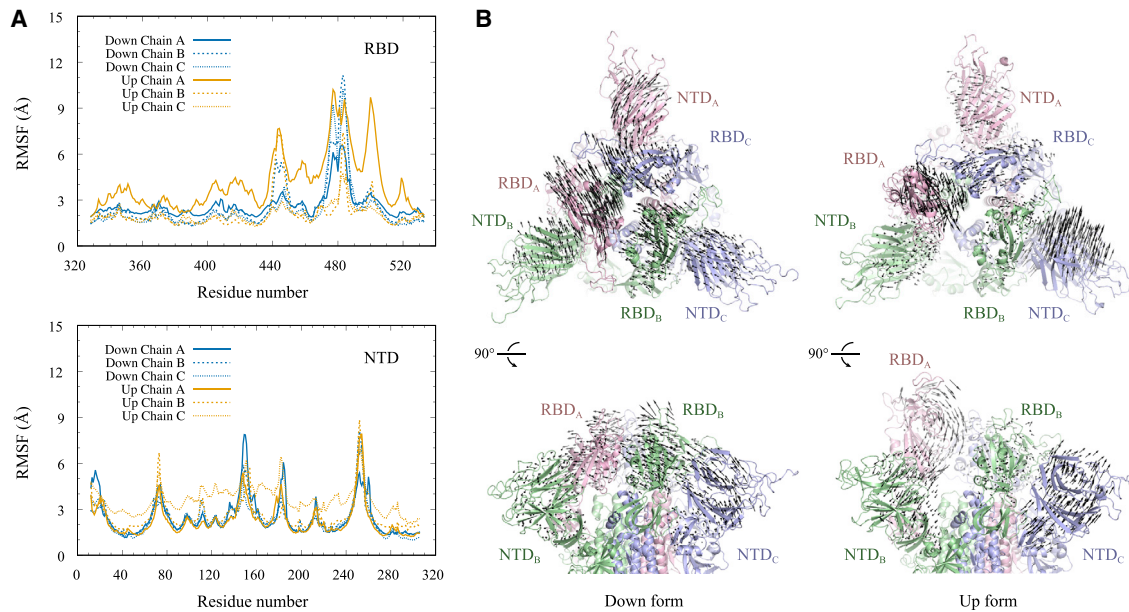 A
15
12
9
6
3
0
RMSF (Å)
Down Chain A
Down Chain B
Down Chain C
Up Chain A
Up Chain B
Up Chain C
RBD
320 360 400 440 480 520
Residue number
15
12
9
6
3
0
RMSF (Å)
Down Chain A
Down Chain B
Down Chain C
Up Chain A
Up Chain B
Up Chain C
NTD
0 40 80 120 160 200 240 280 320
Residue number
B
NTDA
RBDC
RBDA
NTDB
RBDB
NTDC
NTDA
RBDC
RBDA
NTDB
RBDB
NTDC
90°
90°
RBDA
RBDB
NTDB
NTDC
Down form
RBDA
RBDB
NTDB
NTDC
Up form